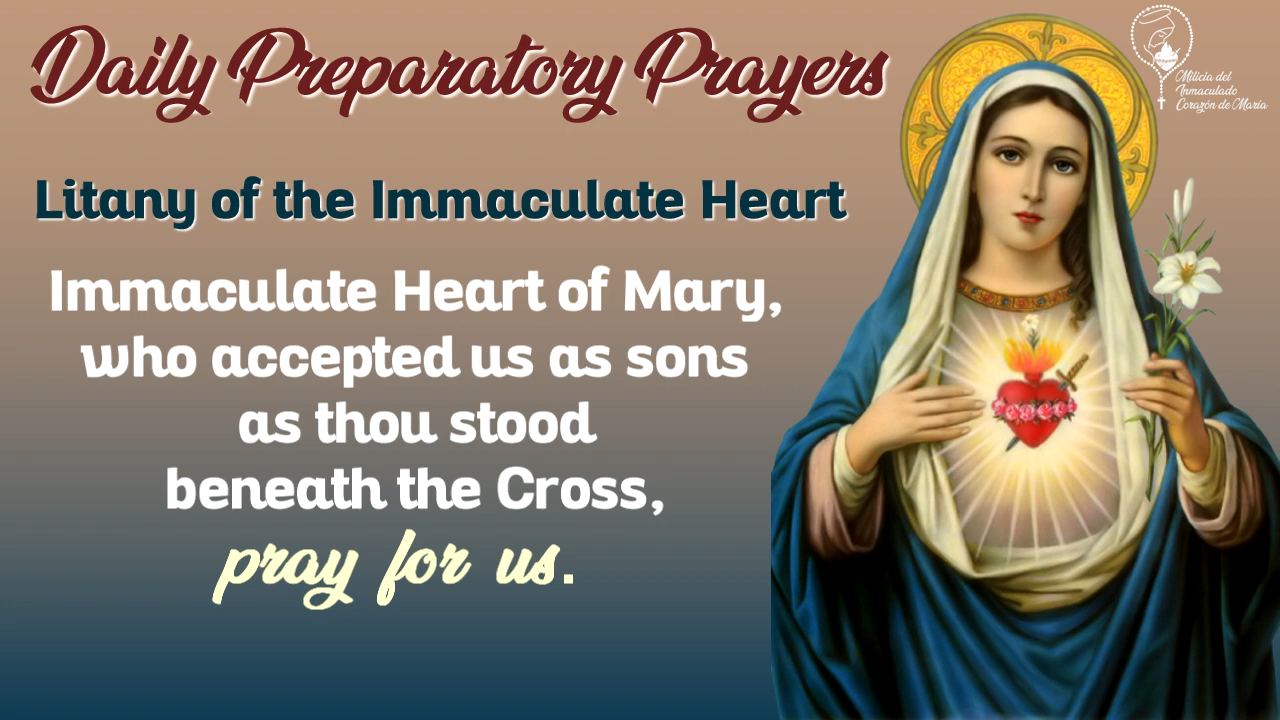 Daily Preparatory Prayers
Milicia del
Inmaculado
Corazón de María
Litany of the Immaculate Heart
Immaculate Heart of Mary,
who accepted us as sons
as thou stood
beneath the Cross,
pray for us.